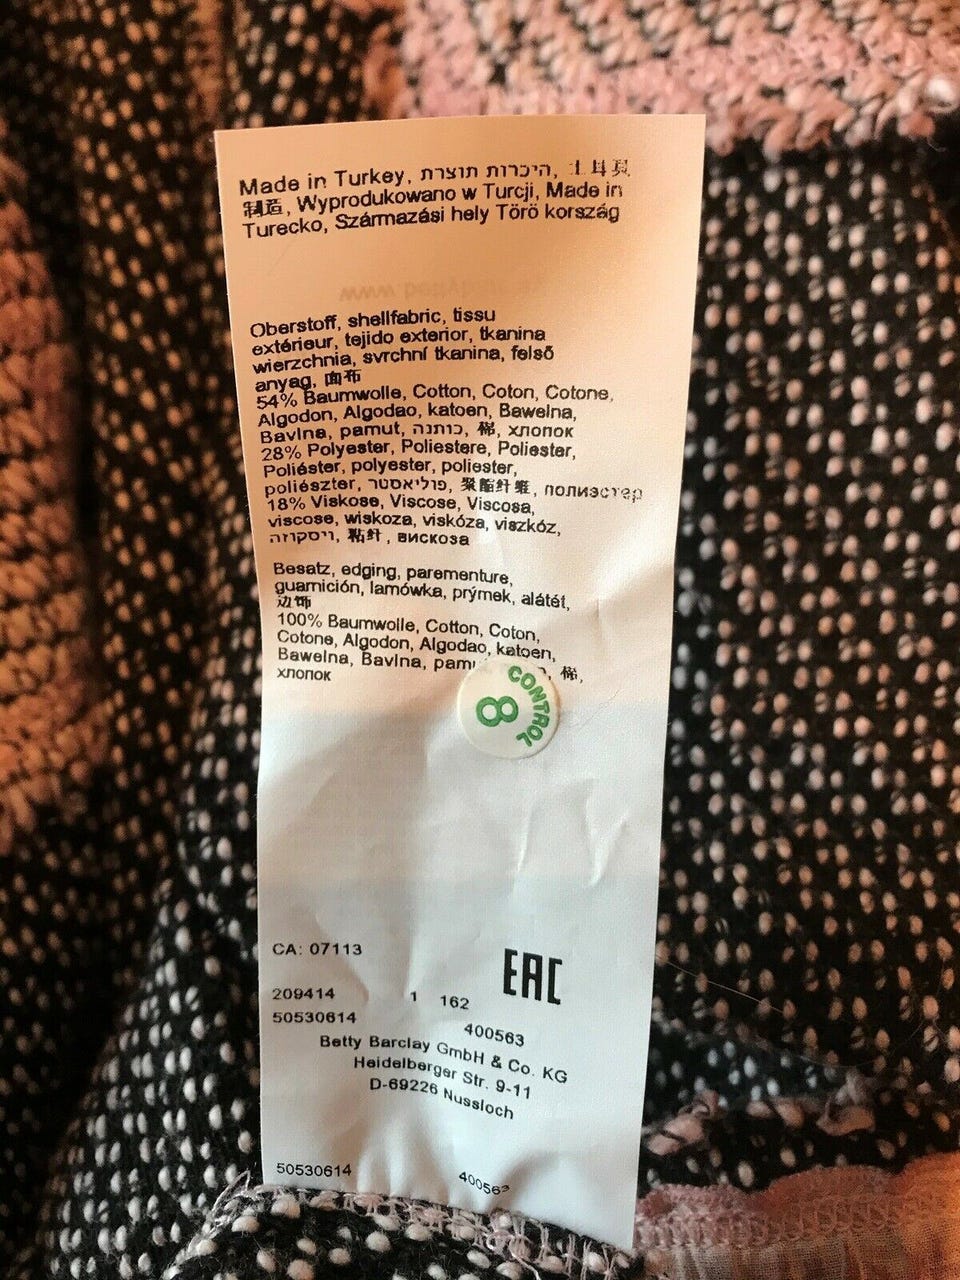 Made in Turkey, היכרות תוצרת, 土耳其
制造, Wyprodukowano w Turcji, Made in
Turecko, Származási hely Törö kország
Oberstoff, shellfabric, tissu
extérieur, tejido exterior, tkanina
wierzchnia, svrchní tkanina, felső
anyag, 面布
54% Baumwolle, Cotton, Coton, Cotone,
Algodon, Algodao, katoen, Bawelna,
Bavlna, pamut, כותנה, 棉, хлопок
28% Polyester, Poliestere, Poliester,
Poliéster, polyester, poliester,
poliészter, פוליאסטר, 聚酯纤维, полиэстер
18% Viskose, Viscose, Viscosa,
viscose, wiskoza, viskóza, viszkóz,
ויסקוזה, 粘纤, вискоза
Besatz, edging, parementure,
guarnición, lamówka, prýmek, alátét,
边饰
100% Baumwolle, Cotton, Coton,
Cotone, Algodon, Algodao, katoen,
Bawelna, Bavlna, 棉,
хлопок
CONTROL
8
CA: 07113
EAC
209414 1 162
50530614 400563
Betty Barclay GmbH & Co. KG
Heidelberger Str. 9-11
D-69226 Nussloch
50530614 400563